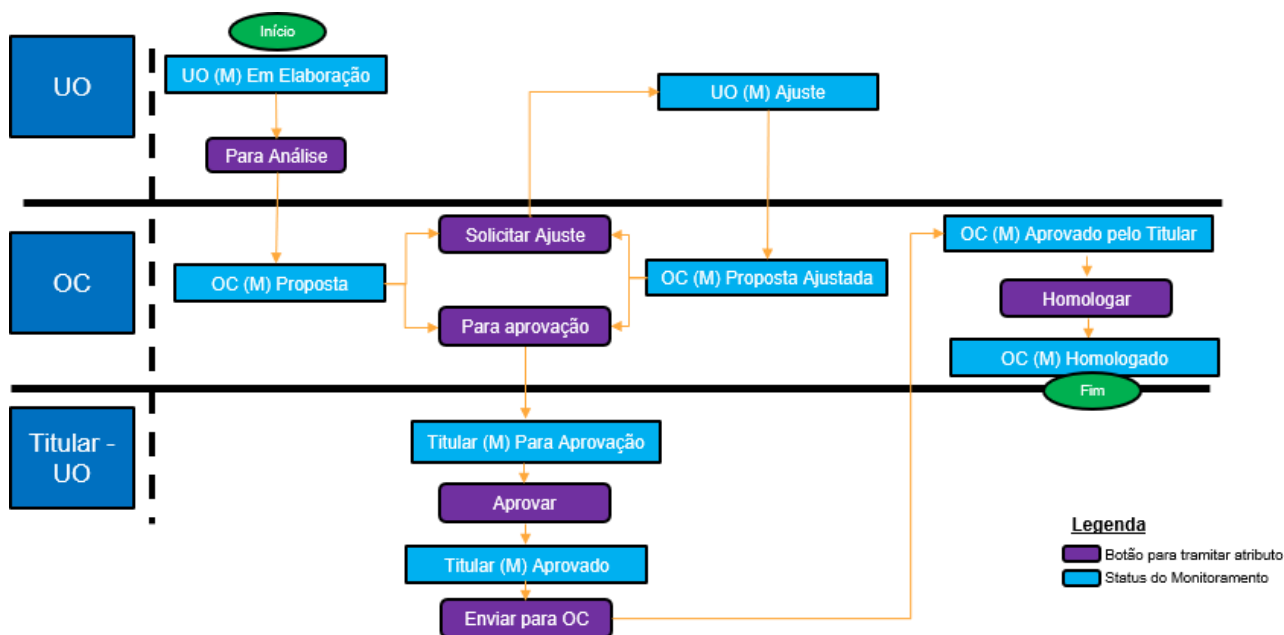 Início
UO
UO (M) Em Elaboração
UO (M) Ajuste
Para Análise
OC
Solicitar Ajuste
OC (M) Aprovado pelo Titular
OC (M) Proposta
OC (M) Proposta Ajustada
Homologar
Para aprovação
OC (M) Homologado
Fim
Titular -
UO
Titular (M) Para Aprovação
Aprovar
Titular (M) Aprovado
Enviar para OC
Legenda
Botão para tramitar atributo
Status do Monitoramento